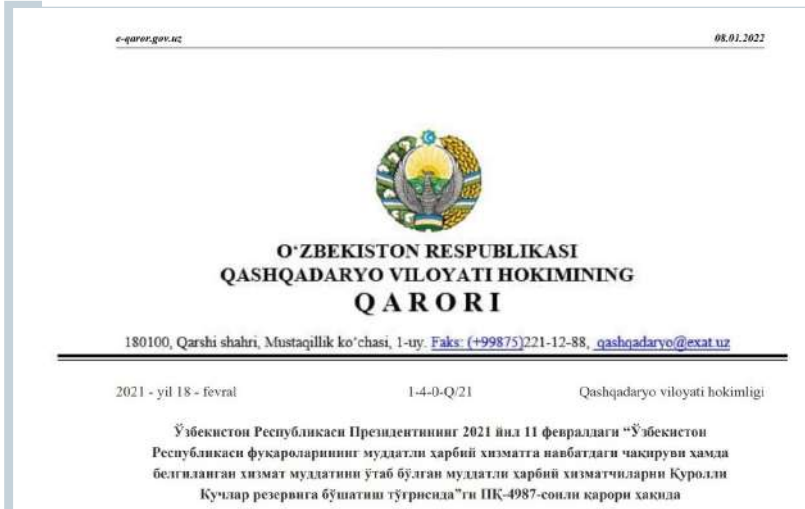 e-qaror.gov.uz 08.01.2022
O‘ZBEKISTON RESPUBLIKASI
QASHQADARYO VILOYATI HOKIMINING
QARORI
180100, Qarshi shahri, Mustaqillik ko‘chasi, 1-uy. Faks: (+99875)221-12-88, qashqadaryo@exat.uz
2021 - yil 18 - fevral 1-4-0-Q/21 Qashqadaryo viloyati hokimligi
Ўзбекистон Республикаси Президентининг 2021 йил 11 февралдаги “Ўзбекистон
Республикаси фуқароларининг муддатли ҳарбий хизматга навбатдаги чақируви ҳамда
белгиланган хизмат муддатини ўтаб бўлган муддатли ҳарбий хизматчиларни Қуролли
Кучлар резервига бўшатиш тўғрисида”ги ПҚ-4987-сонли қарори ҳақида